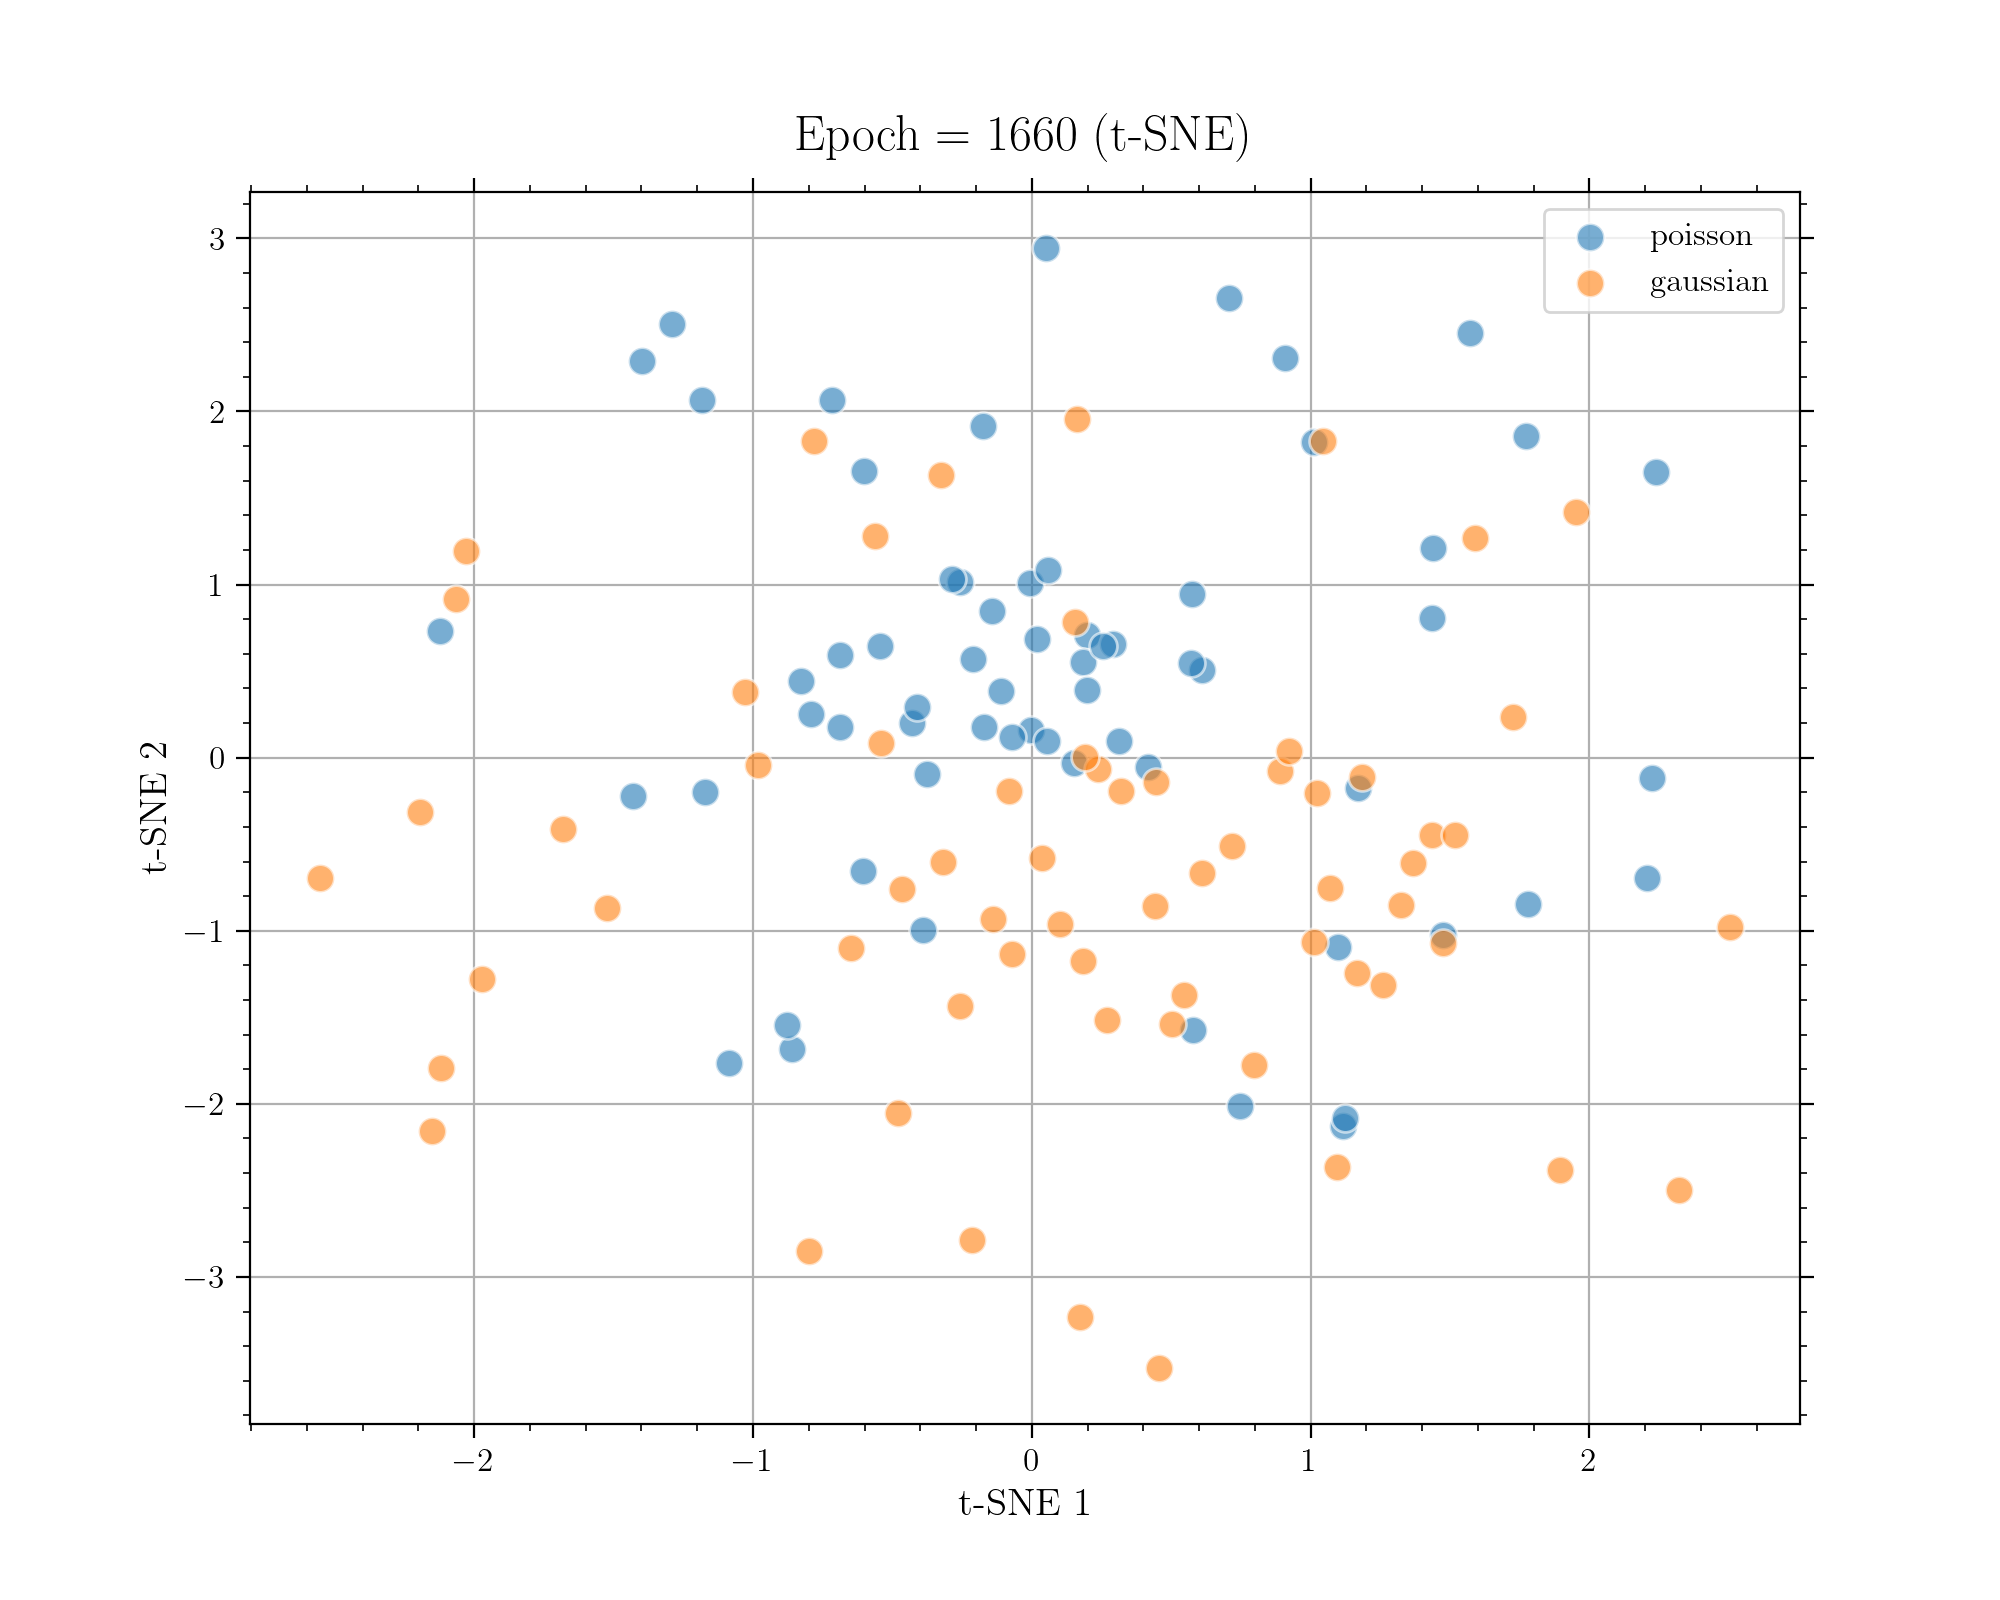 Epoch = 1660 (t-SNE)
poisson
gaussian
3
2
1
0
−1
−2
−3
t-SNE 2
−2
−1
0
1
2
t-SNE 1